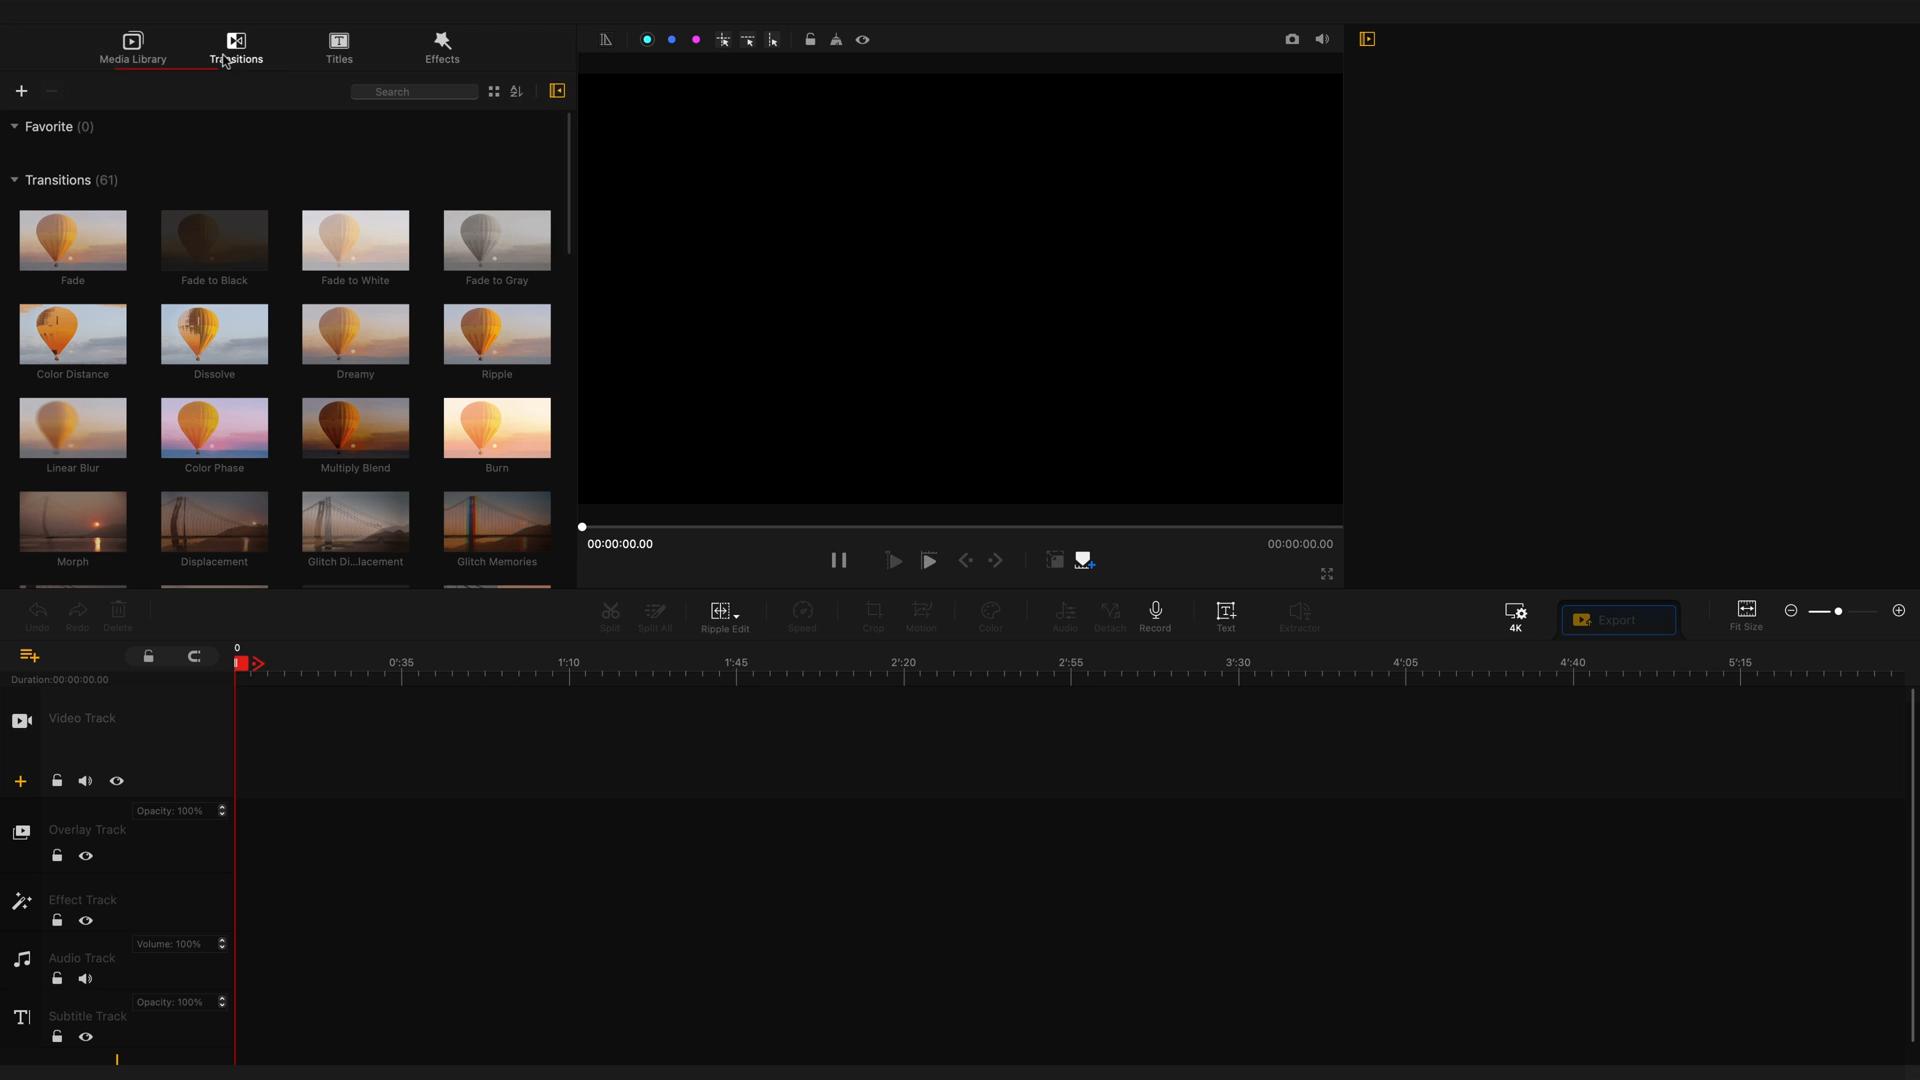 Media Library
Transitions
Titles
Effects
Search
Favorite (0)
Transitions (61)
Fade
Fade to Black
Fade to White
Fade to Gray
Color Distance
Dissolve
Dreamy
Ripple
Linear Blur
Color Phase
Multiply Blend
Burn
Morph
Displacement
Glitch Di...lacement
Glitch Memories
00:00:00.00
00:00:00.00
Undo
Redo
Delete
Split
Split All
Ripple Edit
Speed
Crop
Motion
Color
Audio
Detach
Record
Text
Extractor
4K
Export
Fit Size
0
0':35
1':10
1':45
2':20
2':55
3':30
4':05
4':40
5':15
Duration:00:00:00.00
Video Track
Opacity: 100%
Overlay Track
Effect Track
Volume: 100%
Audio Track
Opacity: 100%
Subtitle Track